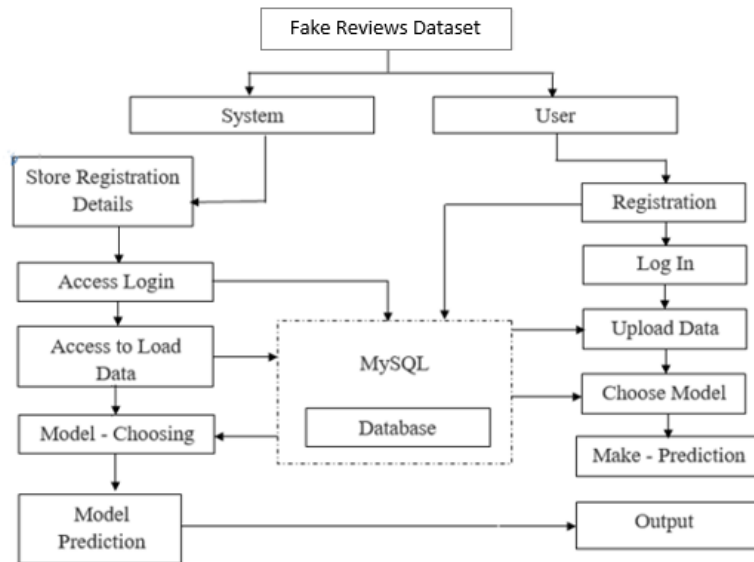 Fake Reviews Dataset
System
User
Store Registration
Details
Registration
Access Login
Log In
Access to Load
Data
MySQL
Database
Upload Data
Choose Model
Model - Choosing
Make - Prediction
Model
Prediction
Output